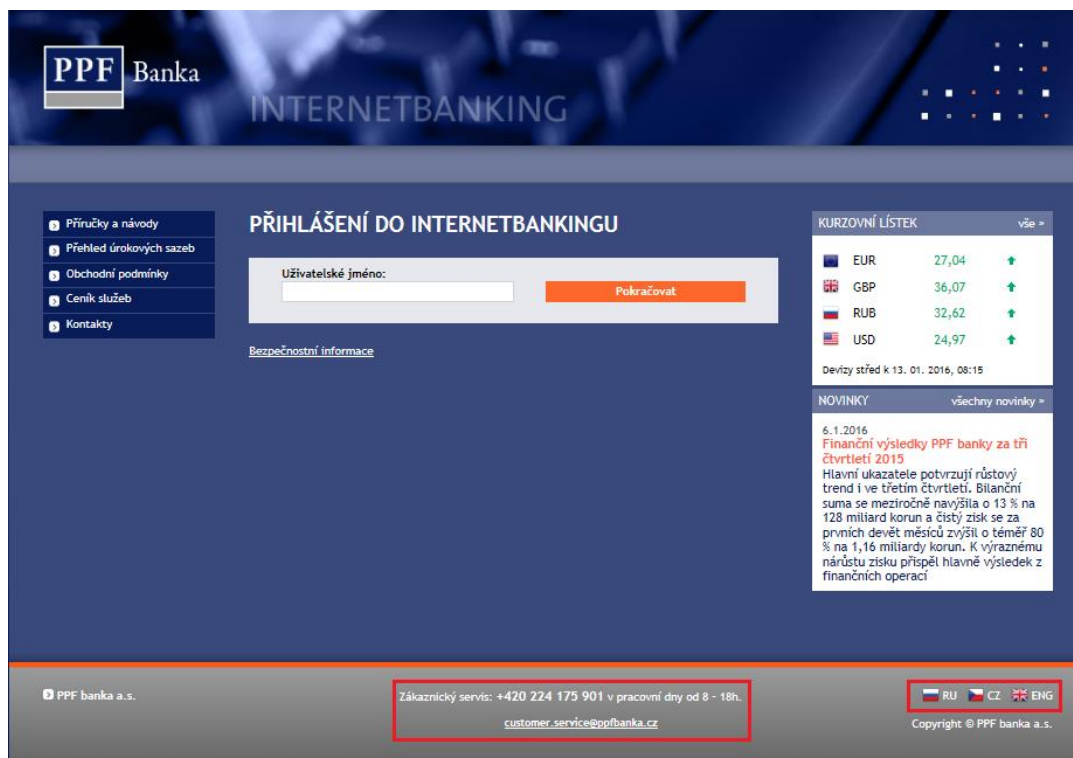 PPF Banka
INTERNETBANKING
Příručky a návody
Přehled úrokových sazeb
Obchodní podmínky
Ceník služeb
Kontakty
PŘIHLÁŠENÍ DO INTERNETBANKINGU
Uživatelské jméno:
Pokračovat
Bezpečnostní informace
KURZOVNÍ LÍSTEK vše »
EUR 27,04
GBP 36,07
RUB 32,62
USD 24,97
Devizy střed k 13. 01. 2016, 08:15
NOVINKY všechny novinky »
6.1.2016
Finanční výsledky PPF banky za tři
čtvrtletí 2015
Hlavní ukazatele potvrzují růstový
trend i ve třetím čtvrtletí. Bilanční
suma se meziročně navýšila o 13 % na
128 miliard korun a čistý zisk se za
prvních devět měsíců zvýšil o téměř 80
% na 1,16 miliardy korun. K výraznému
nárůstu zisku přispěl hlavně výsledek z
finančních operací
PPF banka a.s.
Zákaznický servis: +420 224 175 901 v pracovní dny od 8 - 18h.
customer.service@ppfbanka.cz
RU CZ ENG
Copyright © PPF banka a.s.